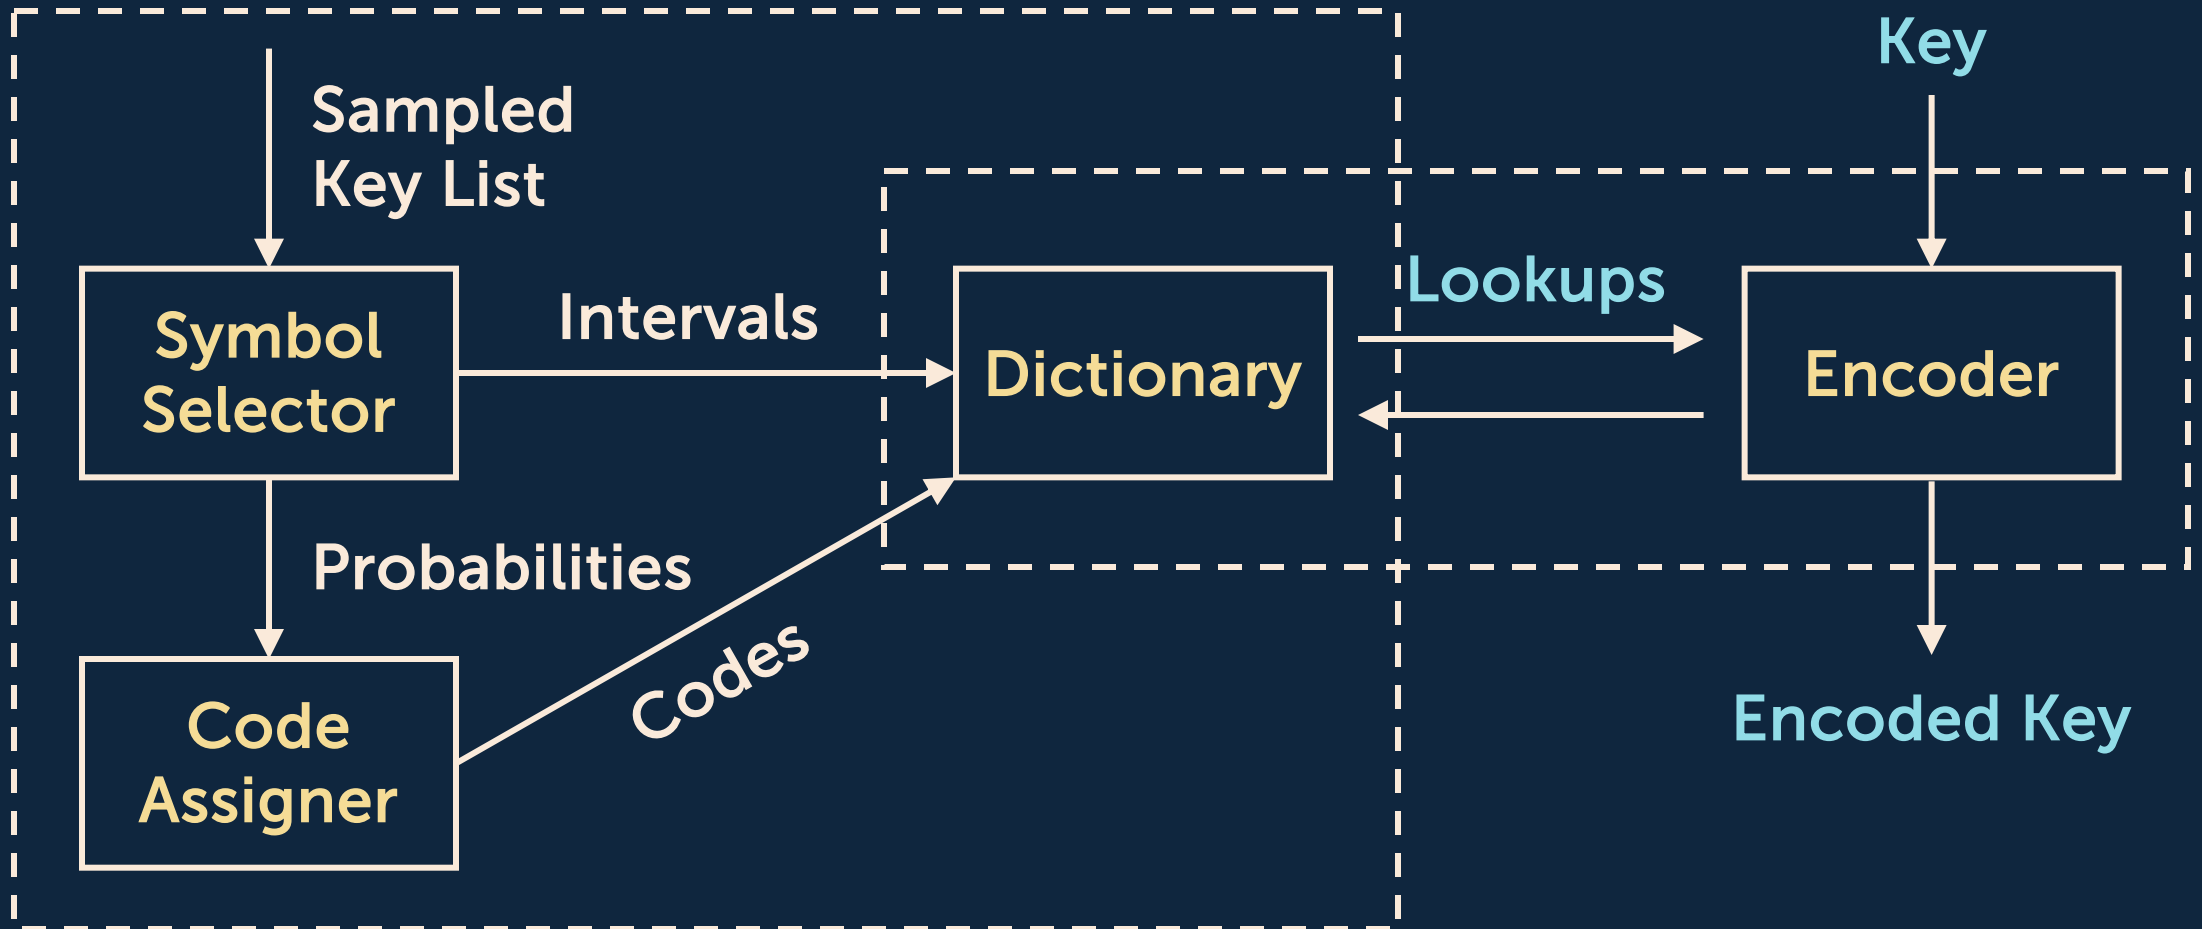 Key
Sampled
Key List
Intervals
Lookups
Symbol
Selector
Dictionary
Encoder
Probabilities
Codes
Code
Assigner
Encoded Key